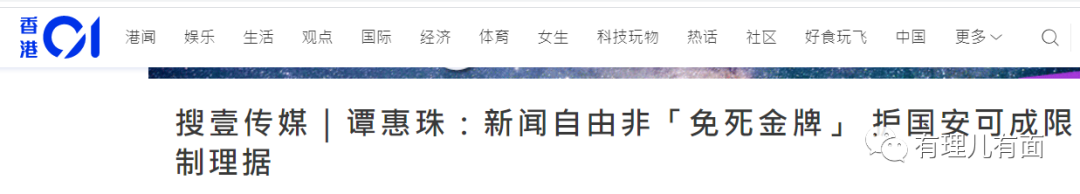 香港01 港闻 娱乐 生活 观点 国际 经济 体育 女生 科技玩物 热话 社区 好食玩飞 中国 更多
搜壹传媒｜谭惠珠：新闻自由非「免死金牌」 护国安可成限
制理据
有理儿有面